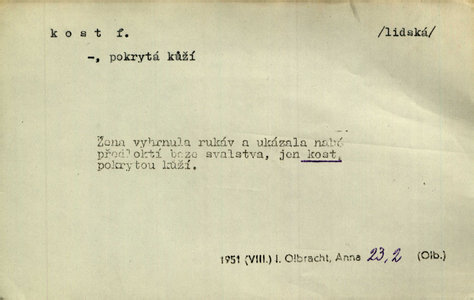 kost f. /lidská/
-, pokrytá kůží
Žena vyhrnula rukáv a ukázala nahé
předloktí beze svalstva, jen kost,
pokrytou kůží.
1951 (VIII.) I. Olbracht, Anna 23,2 (Olb.)